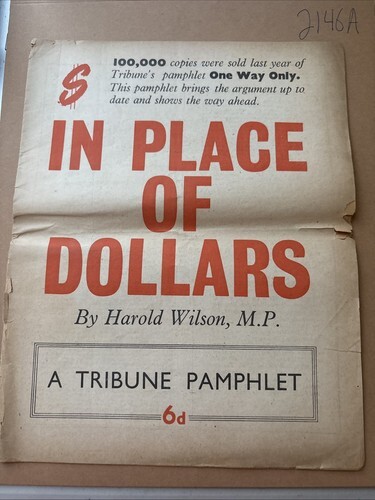 2146A
$
100,000 copies were sold last year of
Tribune's pamphlet One Way Only.
This pamphlet brings the argument up to
date and shows the way ahead.
IN PLACE
OF
DOLLARS
By Harold Wilson, M.P.
A TRIBUNE PAMPHLET
6d